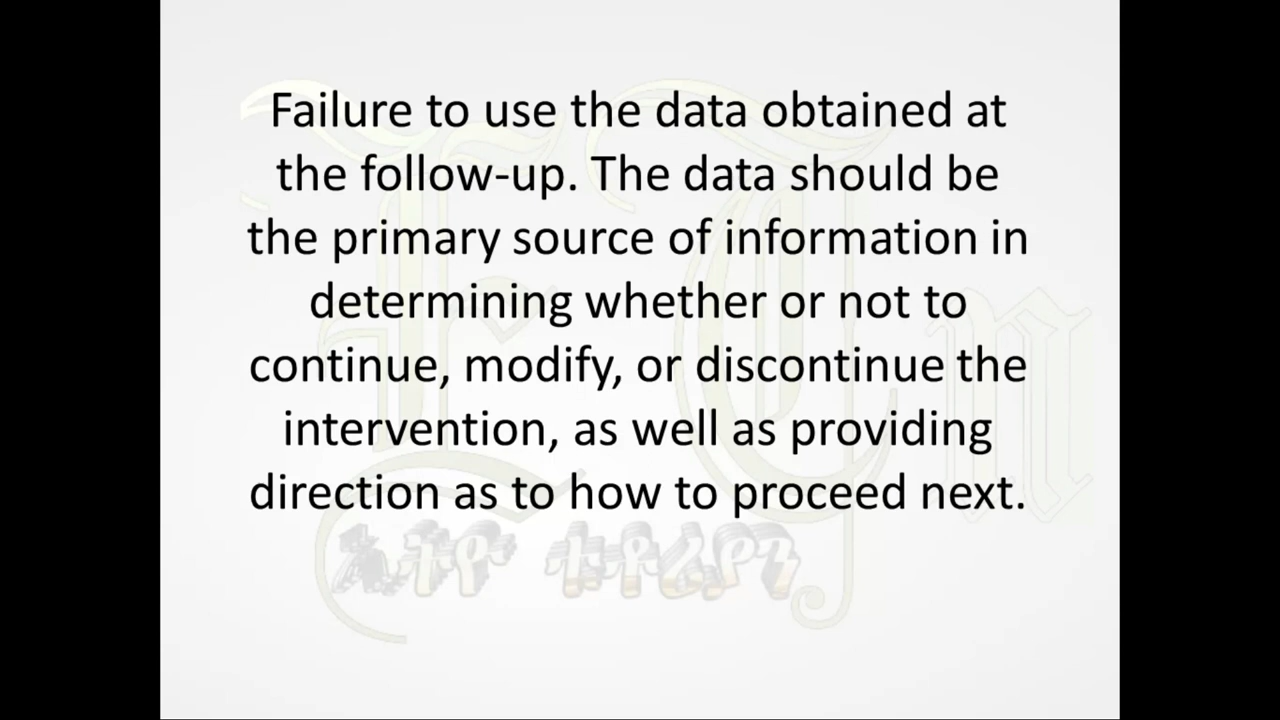 Failure to use the data obtained at
the follow-up. The data should be
the primary source of information in
determining whether or not to
continue, modify, or discontinue the
intervention, as well as providing
direction as to how to proceed next.